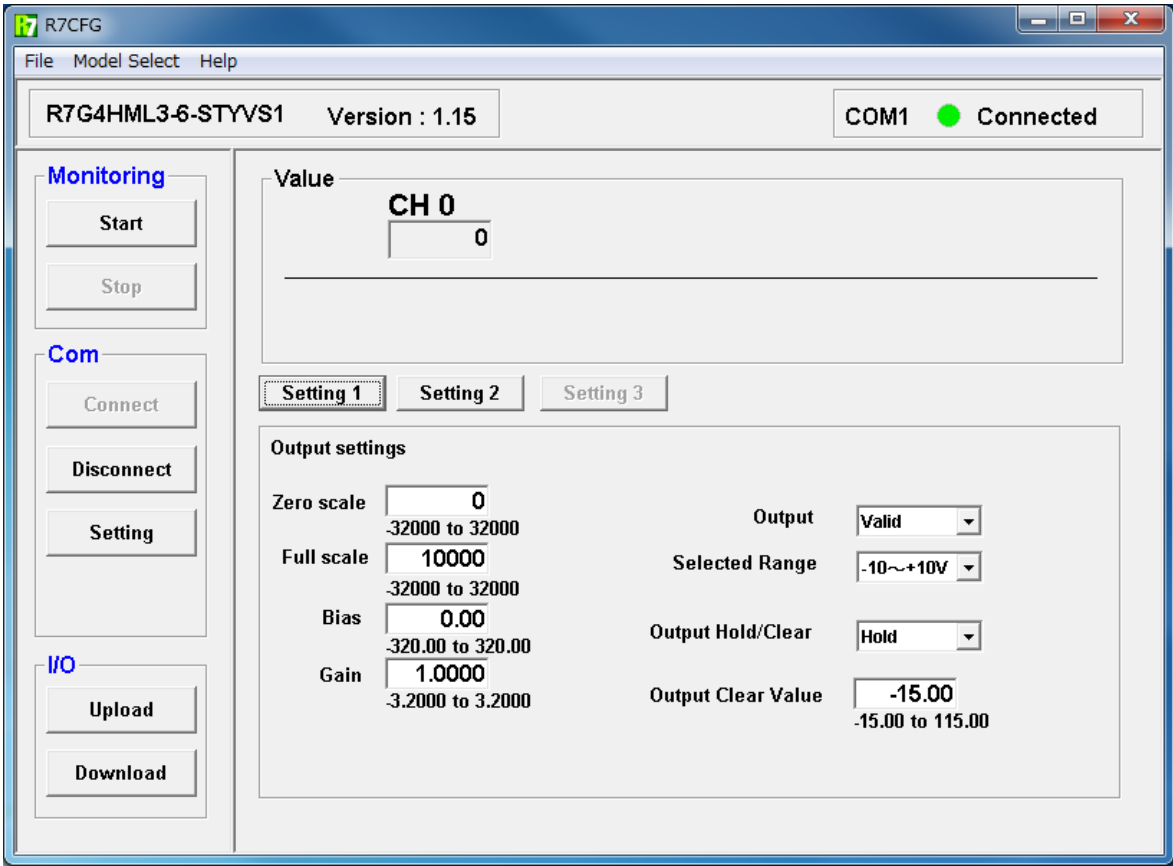 R7 R7CFG
File Model Select Help
R7G4HML3-6-STYVS1 Version : 1.15 COM1 Connected
Monitoring
Start
Stop
Com
Connect
Disconnect
Setting
I/O
Upload
Download
Value
CH 0
0
Setting 1 Setting 2 Setting 3
Output settings
Zero scale 0
-32000 to 32000
Full scale 10000
-32000 to 32000
Bias 0.00
-320.00 to 320.00
Gain 1.0000
-3.2000 to 3.2000
Output Valid
Selected Range -10～+10V
Output Hold/Clear Hold
Output Clear Value -15.00
-15.00 to 115.00